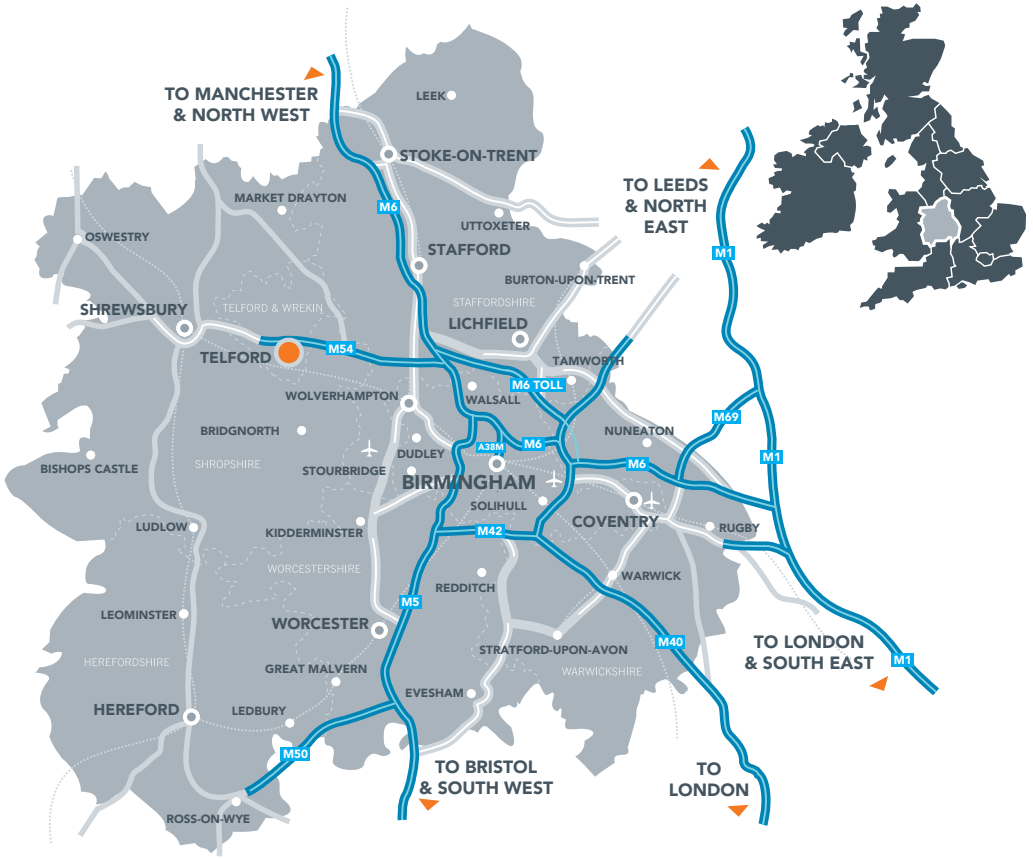 LEEK
TO MANCHESTER
& NORTH WEST
STOKE-ON-TRENT
TO LEEDS
& NORTH
EAST
MARKET DRAYTON
M6
UTTOXETER
OSWESTRY
STAFFORD
M1
BURTON-UPON-TRENT
STAFFORDSHIRE
SHREWSBURY
TELFORD & WREKIN
LICHFIELD
TELFORD
M54
TAMWORTH
M6 TOLL
WOLVERHAMPTON
WALSALL
M69
BRIDGNORTH
NUNEATON
M6
A38M
DUDLEY
M1
BISHOPS CASTLE
SHROPSHIRE
STOURBRIDGE
M6
BIRMINGHAM
SOLIHULL
COVENTRY
LUDLOW
KIDDERMINSTER
M42
RUGBY
WORCESTERSHIRE
WARWICK
REDDITCH
M5
LEOMINSTER
WORCESTER
M40
TO LONDON
& SOUTH EAST
M1
STRATFORD-UPON-AVON
HEREFORDSHIRE
GREAT MALVERN
WARWICKSHIRE
EVESHAM
HEREFORD
LEDBURY
M50
TO BRISTOL
& SOUTH WEST
TO
LONDON
ROSS-ON-WYE